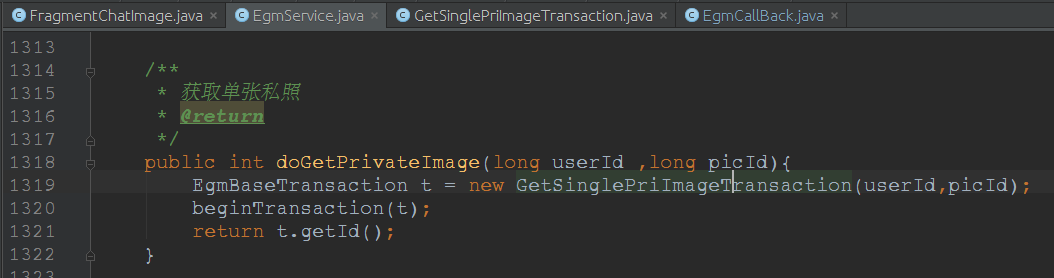 FragmentChatImage.java × EgmService.java × GetSinglePriImageTransaction.java × EgmCallBack.java ×
1313
1314 /**
1315 * 获取单张私照
1316 * @return
1317 */
1318 public int doGetPrivateImage(long userId ,long picId){
1319 EgmBaseTransaction t = new GetSinglePriImageTransaction(userId,picId);
1320 beginTransaction(t);
1321 return t.getId();
1322 }
1323